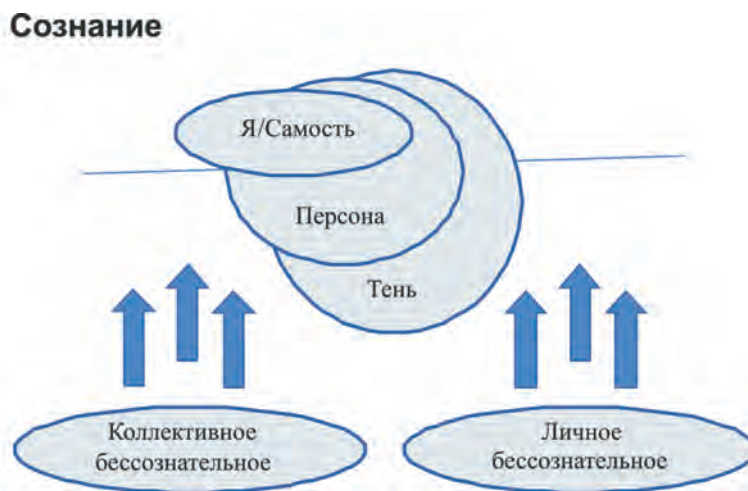 Сознание
Я/Самость
Персона
Тень
Коллективное
бессознательное
Личное
бессознательное